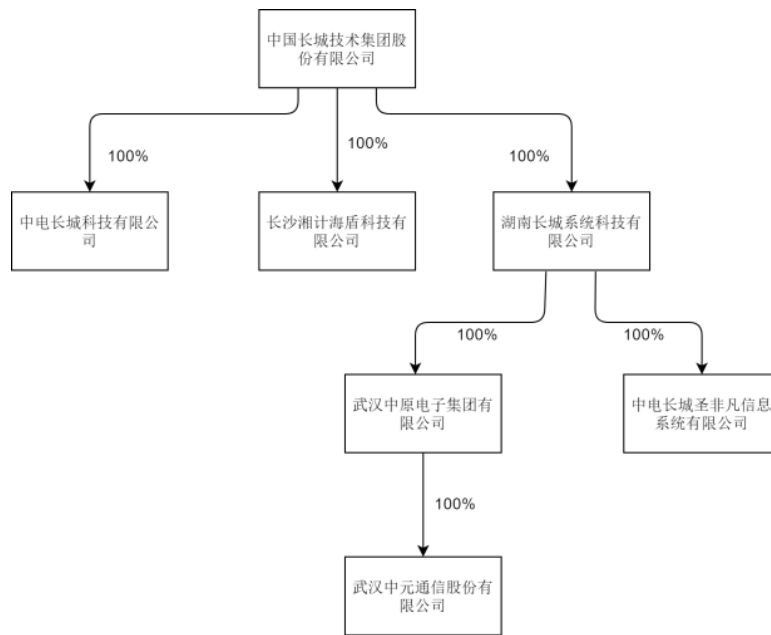 中国长城技术集团股
份有限公司
100%
100%
100%
中电长城科技有限公
司
长沙湘计海盾科技有
限公司
湖南长城系统科技有
限公司
100%
100%
武汉中原电子集团有
限公司
中电长城圣非凡信息
系统有限公司
100%
武汉中元通信股份有
限公司